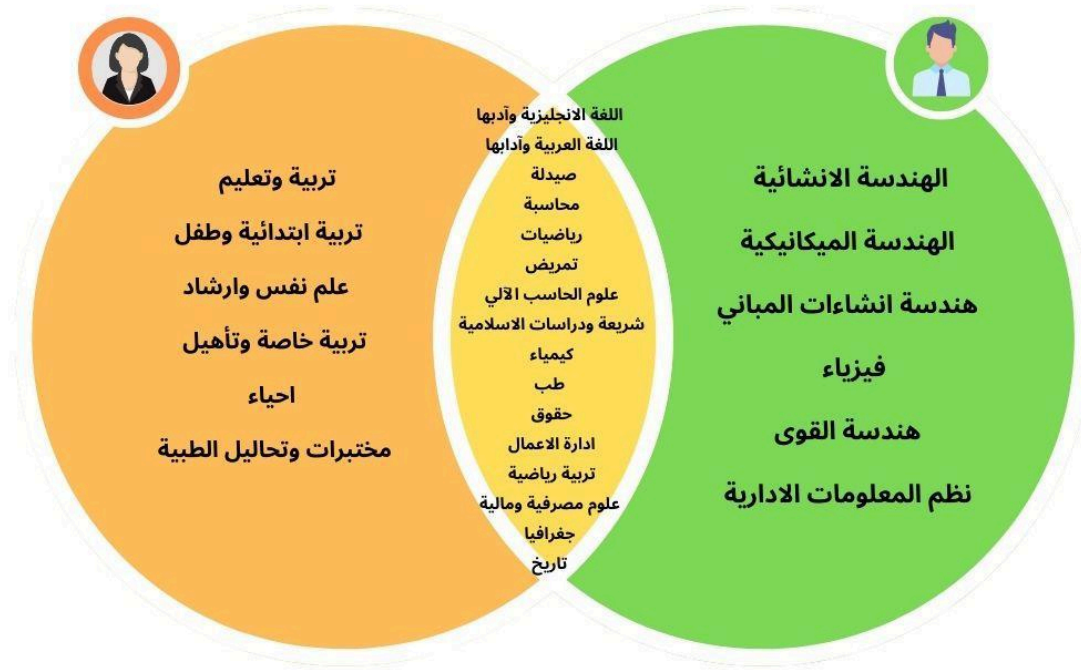 الهندسة الانشائية
الهندسة الميكانيكية
هندسة انشاءات المباني
فيزياء
هندسة القوى
نظم المعلومات الادارية
اللغة الانجليزية وآدبها
اللغة العربية وآدابها
صيدلة
محاسبة
رياضيات
تمريض
علوم الحاسب الآلي
شريعة ودراسات الاسلامية
كيمياء
طب
حقوق
ادارة الاعمال
تربية رياضية
علوم مصرفية ومالية
جغرافيا
تاريخ
تربية وتعليم
تربية ابتدائية وطفل
علم نفس وارشاد
تربية خاصة وتأهيل
احياء
مختبرات وتحاليل الطبية